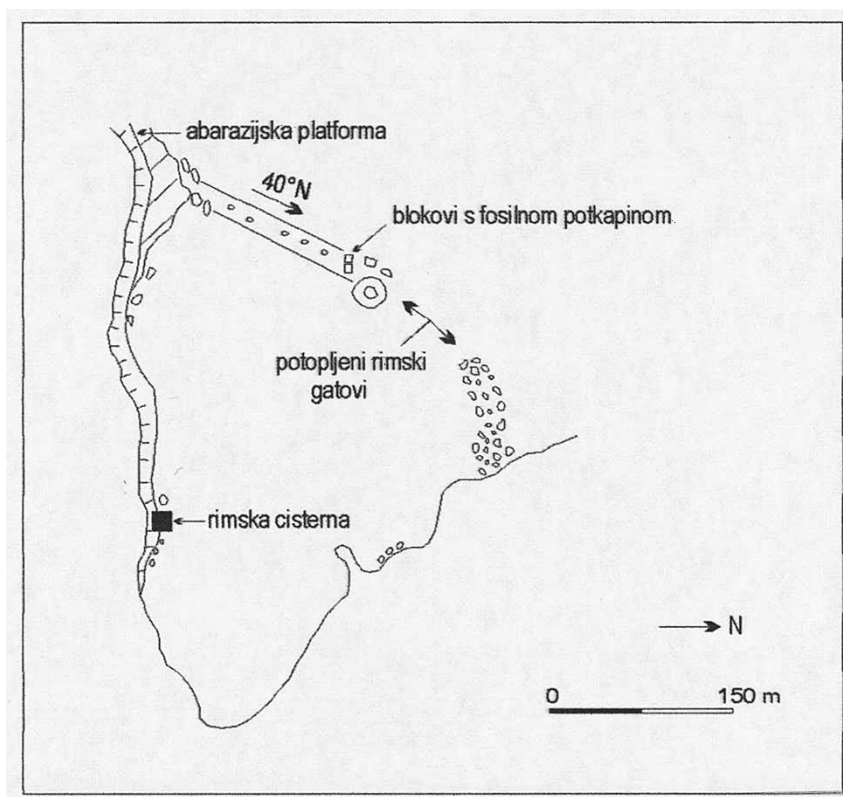 abarazijska platforma
40°N
blokovi s fosilnom potkapinom
potopljeni rimski
gatovi
rimska cisterna
N
0 150 m